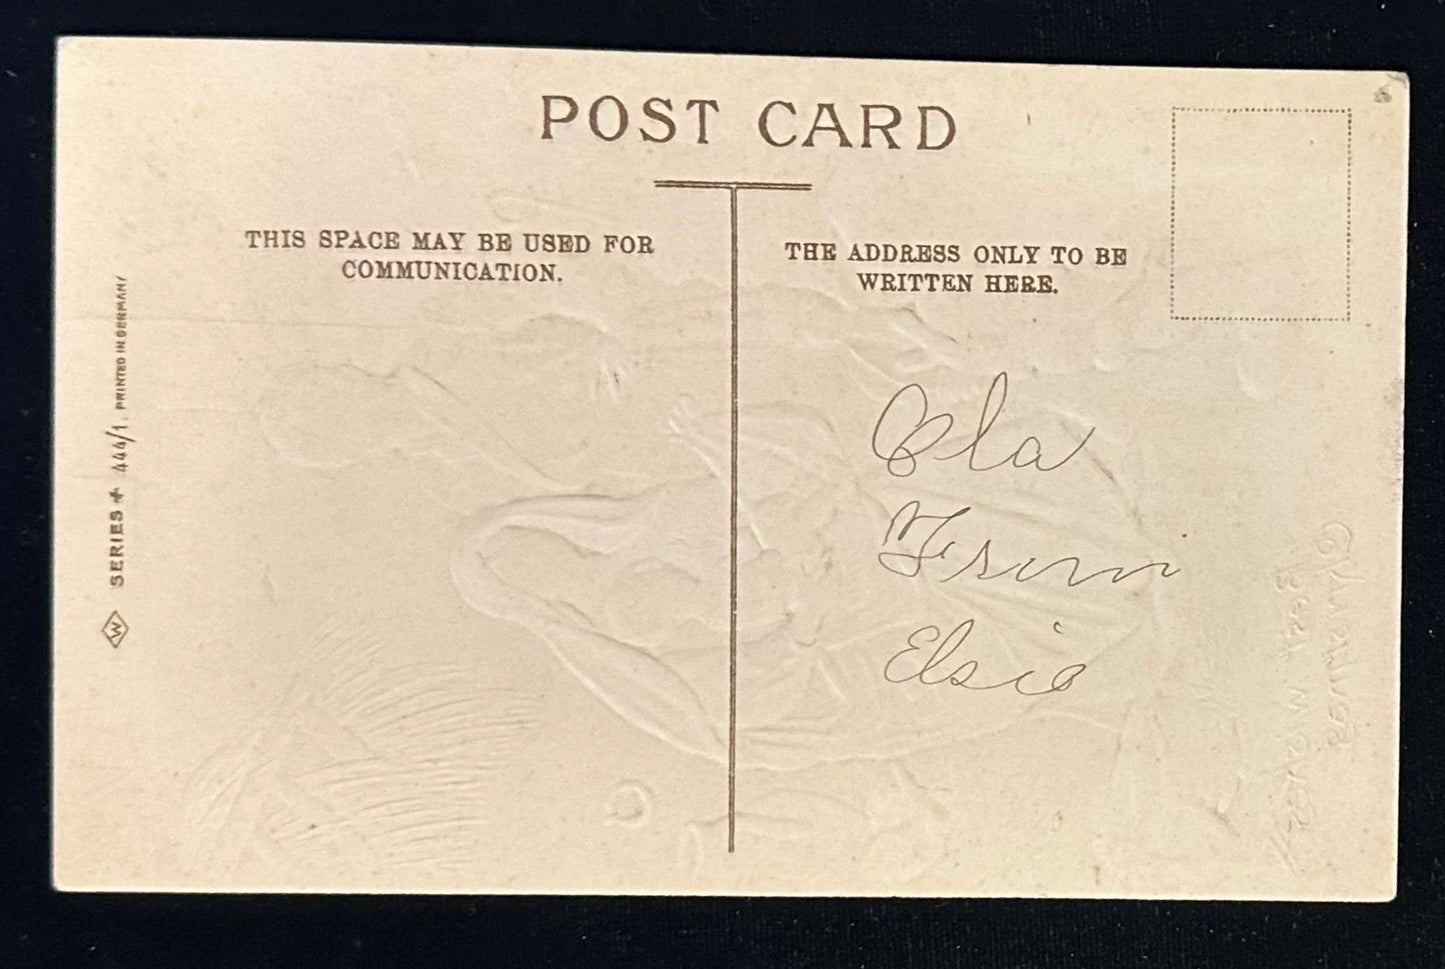 POST CARD
THIS SPACE MAY BE USED FOR
COMMUNICATION.
THE ADDRESS ONLY TO BE
WRITTEN HERE.
From
Elsie
W SERIES 444/1. PRINTED IN GERMANY